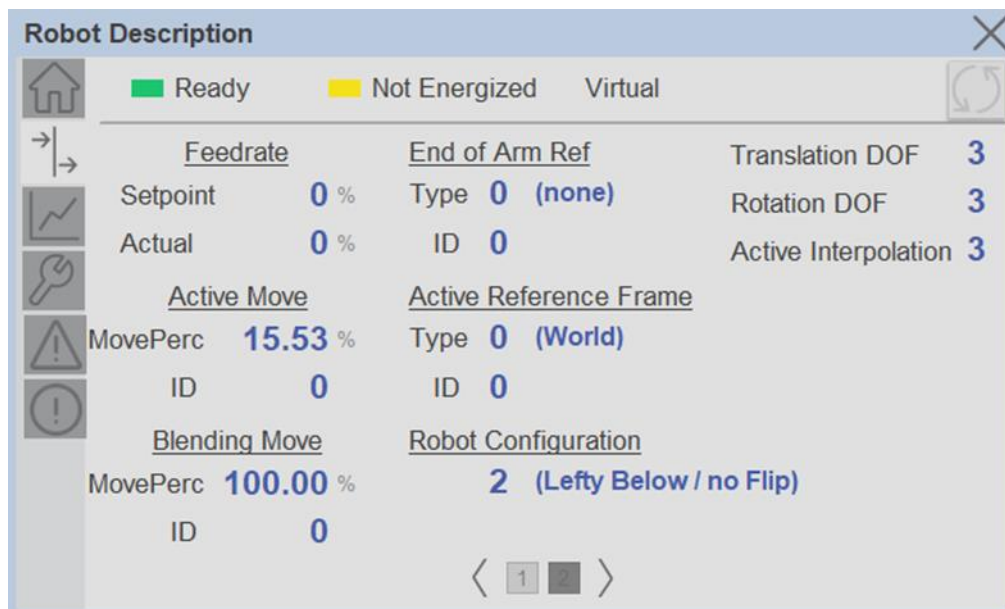 Robot Description
Ready Not Energized Virtual
Feedrate End of Arm Ref Translation DOF 3
Setpoint 0 % Type 0 (none) Rotation DOF 3
Actual 0 % ID 0 Active Interpolation 3
Active Move Active Reference Frame
MovePerc 15.53 % Type 0 (World)
ID 0 ID 0
Blending Move Robot Configuration
MovePerc 100.00 % 2 (Lefty Below / no Flip)
ID 0
1 2